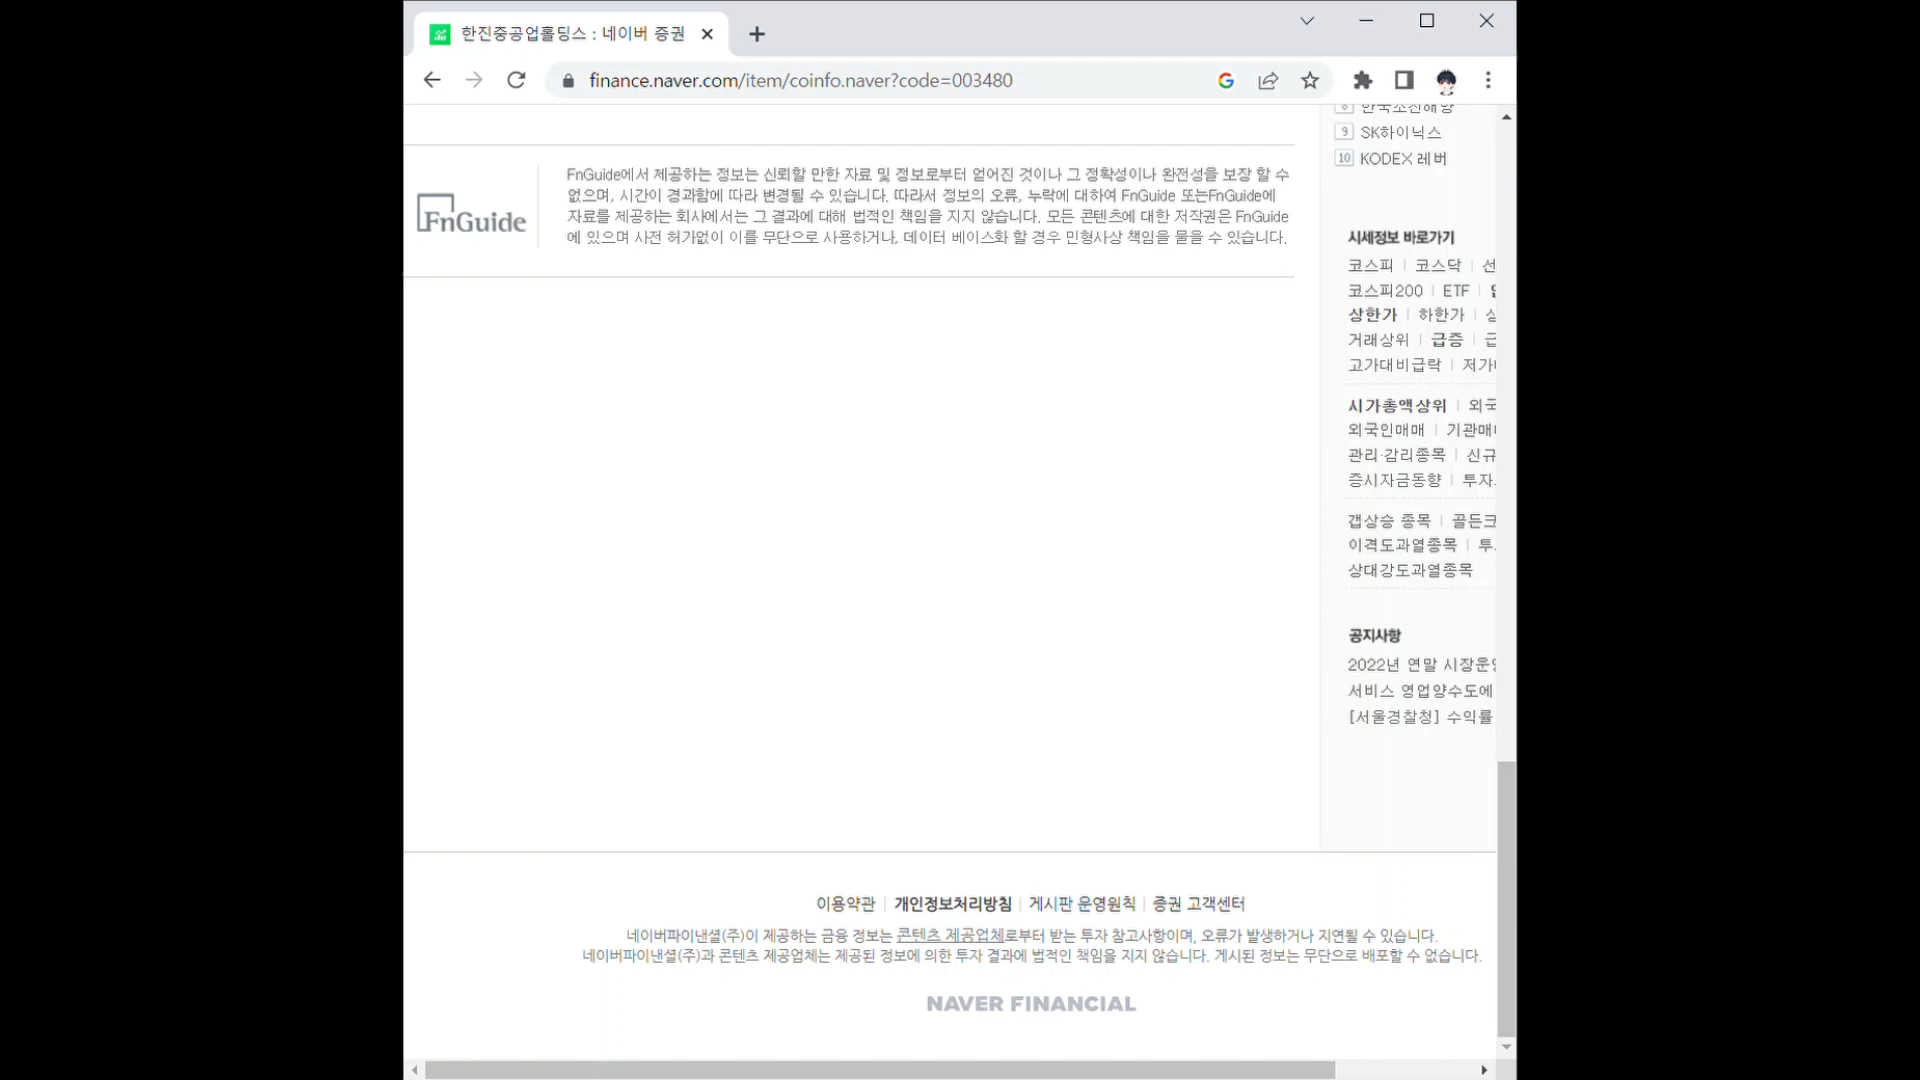 한진중공업홀딩스 : 네이버 증권
finance.naver.com/item/coinfo.naver?code=003480
FnGuide
FnGuide에서 제공하는 정보는 신뢰할 만한 자료 및 정보로부터 얻어진 것이나 그 정확성이나 완전성을 보장 할 수
없으며, 시간이 경과함에 따라 변경될 수 있습니다. 따라서 정보의 오류, 누락에 대하여 FnGuide 또는FnGuide에
자료를 제공하는 회사에서는 그 결과에 대해 법적인 책임을 지지 않습니다. 모든 콘텐츠에 대한 저작권은 FnGuide
에 있으며 사전 허가없이 이를 무단으로 사용하거나, 데이터 베이스화 할 경우 민형사상 책임을 물을 수 있습니다.
9 SK하이닉스
10 KODEX 레버
시세정보 바로가기
코스피 | 코스닥 | 선
코스피200 | ETF |
상한가 | 하한가 |
거래상위 | 급증 |
고가대비급락 | 저가
시가총액상위 | 외국
외국인매매 | 기관매
관리·감리종목 | 신규
증시자금동향 | 투자
갭상승 종목 | 골든크
이격도과열종목 | 투
상대강도과열종목
공지사항
2022년 연말 시장운영
서비스 영업양수도에
[서울경찰청] 수익률
이용약관 | 개인정보처리방침 | 게시판 운영원칙 | 증권 고객센터
네이버파이낸셜(주)이 제공하는 금융 정보는 콘텐츠 제공업체로부터 받는 투자 참고사항이며, 오류가 발생하거나 지연될 수 있습니다.
네이버파이낸셜(주)과 콘텐츠 제공업체는 제공된 정보에 의한 투자 결과에 법적인 책임을 지지 않습니다. 게시된 정보는 무단으로 배포할 수 없습니다.
NAVER FINANCIAL